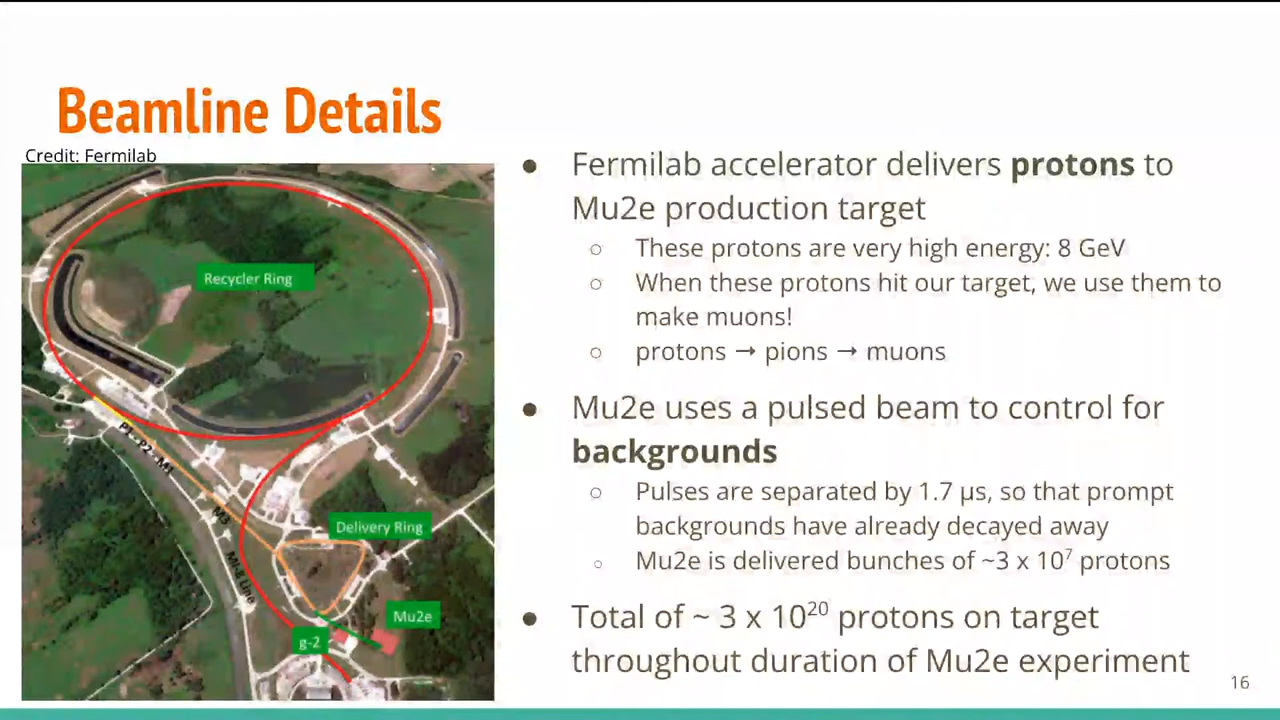 Beamline Details
Credit: Fermilab
Recycler Ring
P1 - P2 - M1
M3
MI-8 Line
Delivery Ring
Mu2e
g-2
● Fermilab accelerator delivers protons to
Mu2e production target
○ These protons are very high energy: 8 GeV
○ When these protons hit our target, we use them to
make muons!
○ protons → pions → muons
● Mu2e uses a pulsed beam to control for
backgrounds
○ Pulses are separated by 1.7 μs, so that prompt
backgrounds have already decayed away
○ Mu2e is delivered bunches of ~3 x 10⁷ protons
● Total of ~ 3 x 10²⁰ protons on target
throughout duration of Mu2e experiment
16